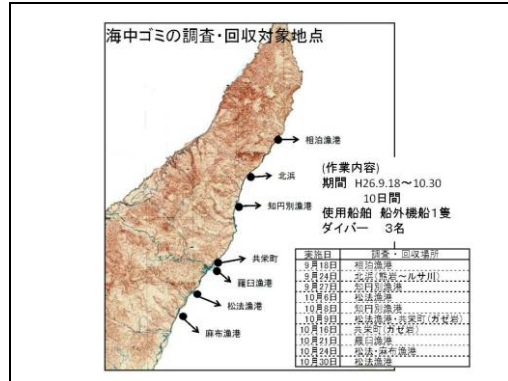 海中ゴミの調査・回収対象地点
相泊漁港
北浜
知円別漁港
共栄町
羅臼漁港
松法漁港
麻布漁港
(作業内容)
期間 H26.9.18～10.30
10日間
使用船舶 船外機船1隻
ダイバー 3名
実施日 調査・回収場所
9月18日 相泊漁港
9月24日 北浜(熊岩～ルサ川)
9月27日 知円別漁港
10月6日 松法漁港
10月8日 知円別漁港
10月9日 松法漁港・共栄町(ガゼ岩)
10月16日 共栄町(ガゼ岩)
10月21日 羅臼漁港
10月24日 松法・麻布漁港
10月30日 松法漁港